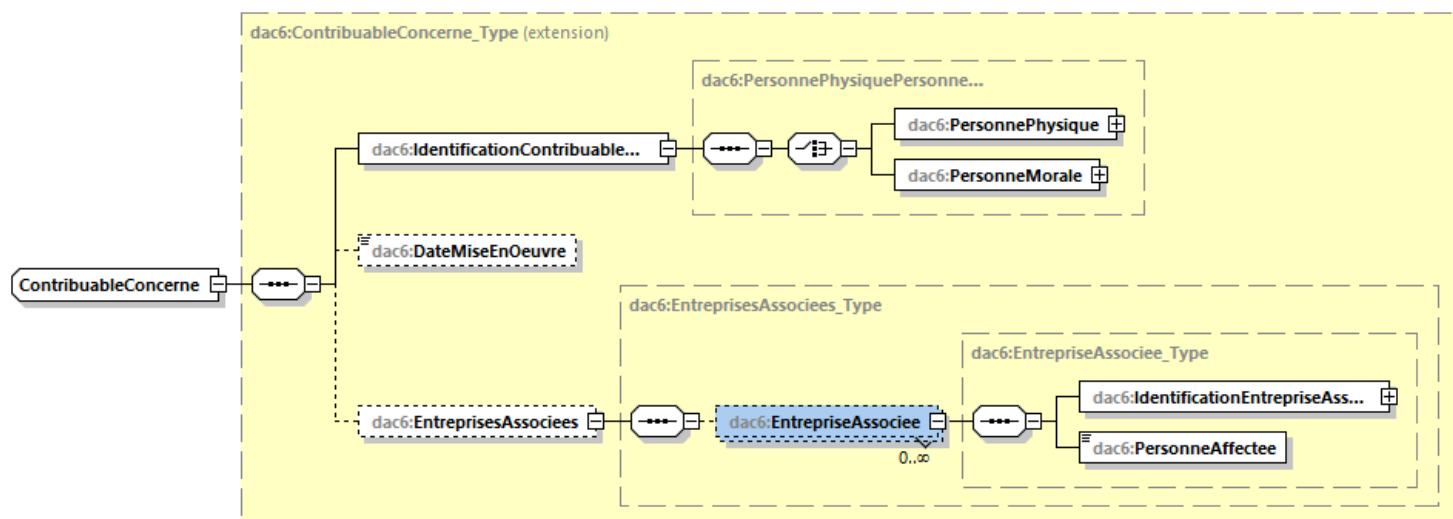 dac6:ContribuableConcerne_Type (extension)
dac6:PersonnePhysiquePersonne...
dac6:PersonnePhysique
dac6:IdentificationContribuable...
dac6:PersonneMorale
dac6:DateMiseEnOeuvre
ContribuableConcerne
dac6:EntreprisesAssociees_Type
dac6:EntrepriseAssociee_Type
dac6:IdentificationEntrepriseAss...
dac6:EntreprisesAssociees
dac6:EntrepriseAssociee
dac6:PersonneAffectee
0..∞